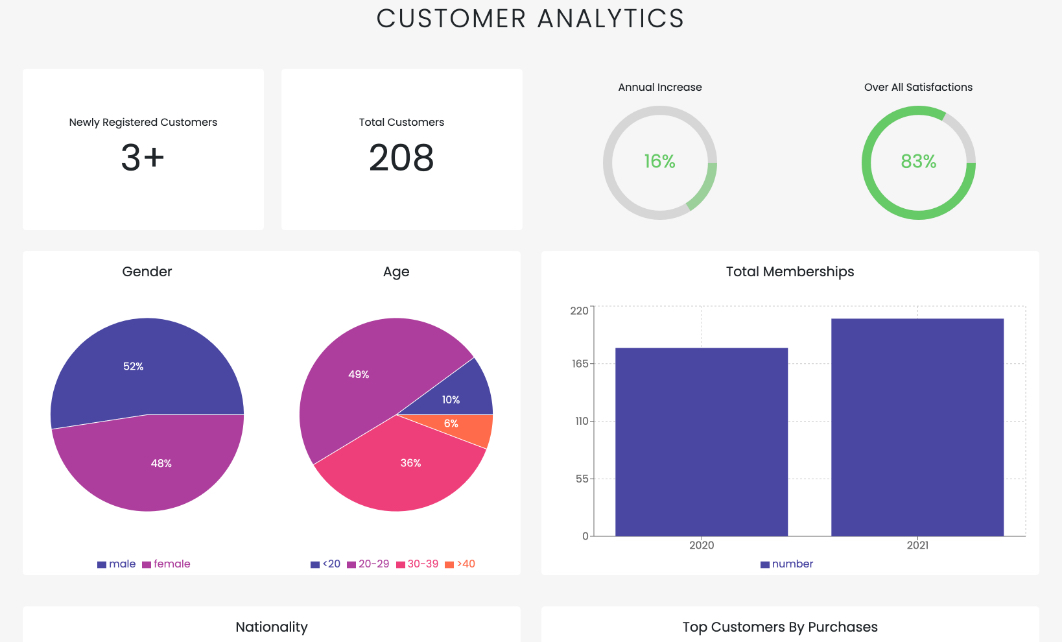 CUSTOMER ANALYTICS
Newly Registered Customers
3+
Total Customers
208
Annual Increase
16%
Over All Satisfactions
83%
Gender
52%
48%
male
female
Age
49%
10%
6%
36%
<20
20-29
30-39
>40
Total Memberships
220
165
110
55
0
2020
2021
number
Nationality
Top Customers By Purchases